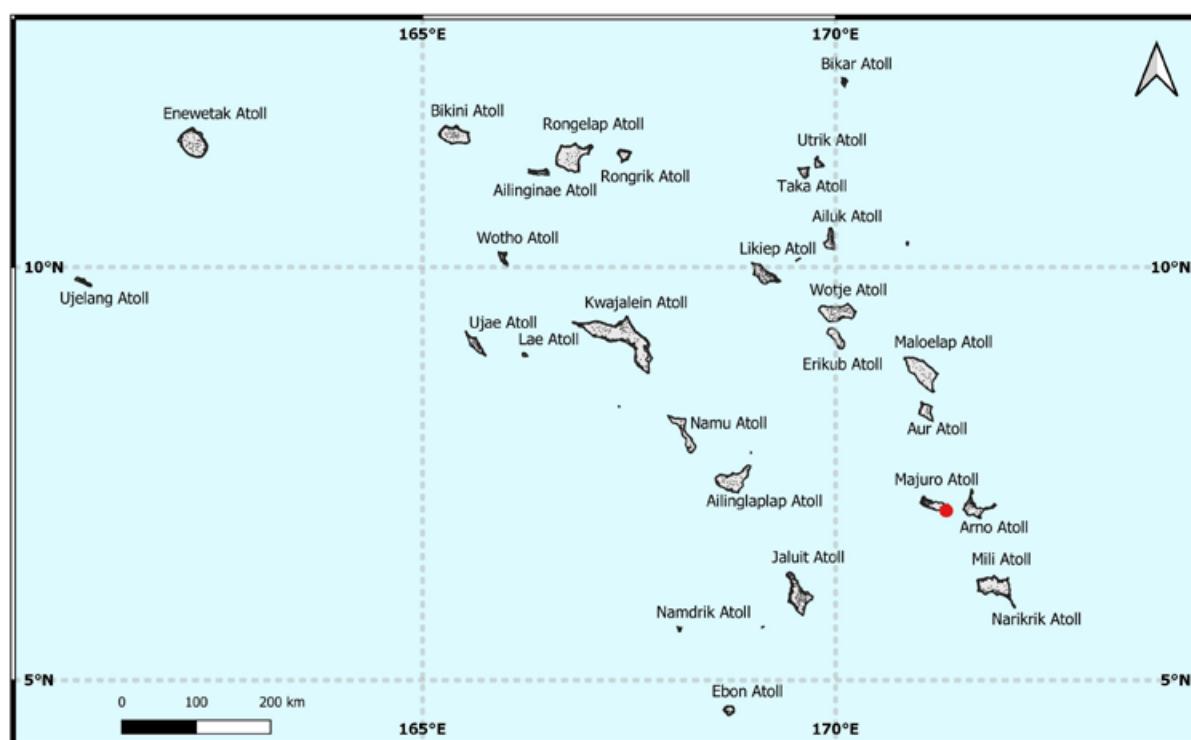 165°E
170°E
Bikar Atoll
Enewetak Atoll
Bikini Atoll
Rongelap Atoll
Utrik Atoll
Ailinginae Atoll
Rongrik Atoll
Taka Atoll
Ailuk Atoll
Wotho Atoll
Likiep Atoll
10°N
10°N
Ujelang Atoll
Kwajalein Atoll
Wotje Atoll
Ujae Atoll
Lae Atoll
Erikub Atoll
Maloelap Atoll
Namu Atoll
Aur Atoll
Majuro Atoll
Ailinglaplap Atoll
Arno Atoll
Jaluit Atoll
Mili Atoll
Namdrik Atoll
Narikrik Atoll
5°N
5°N
Ebon Atoll
0 100 200 km
165°E
170°E